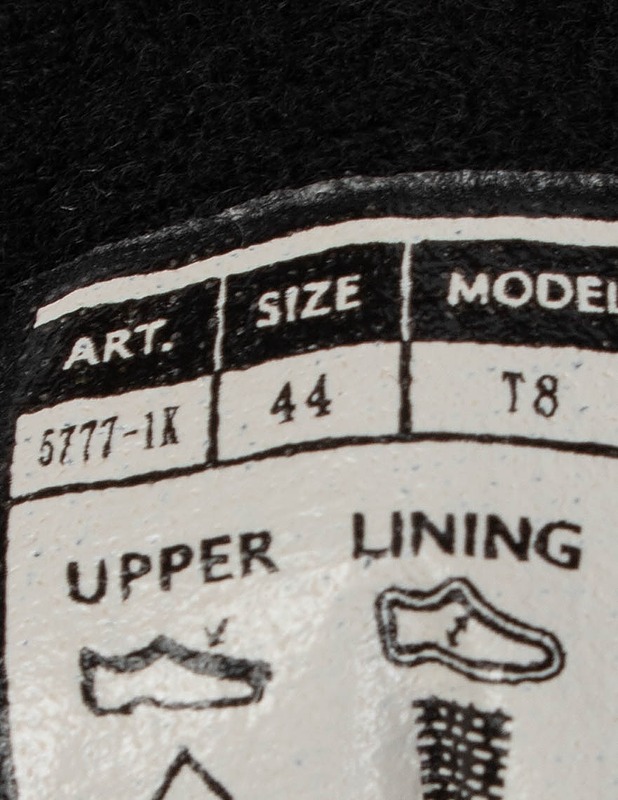 ART. SIZE MODEL
5777-1K 44 T8
UPPER LINING